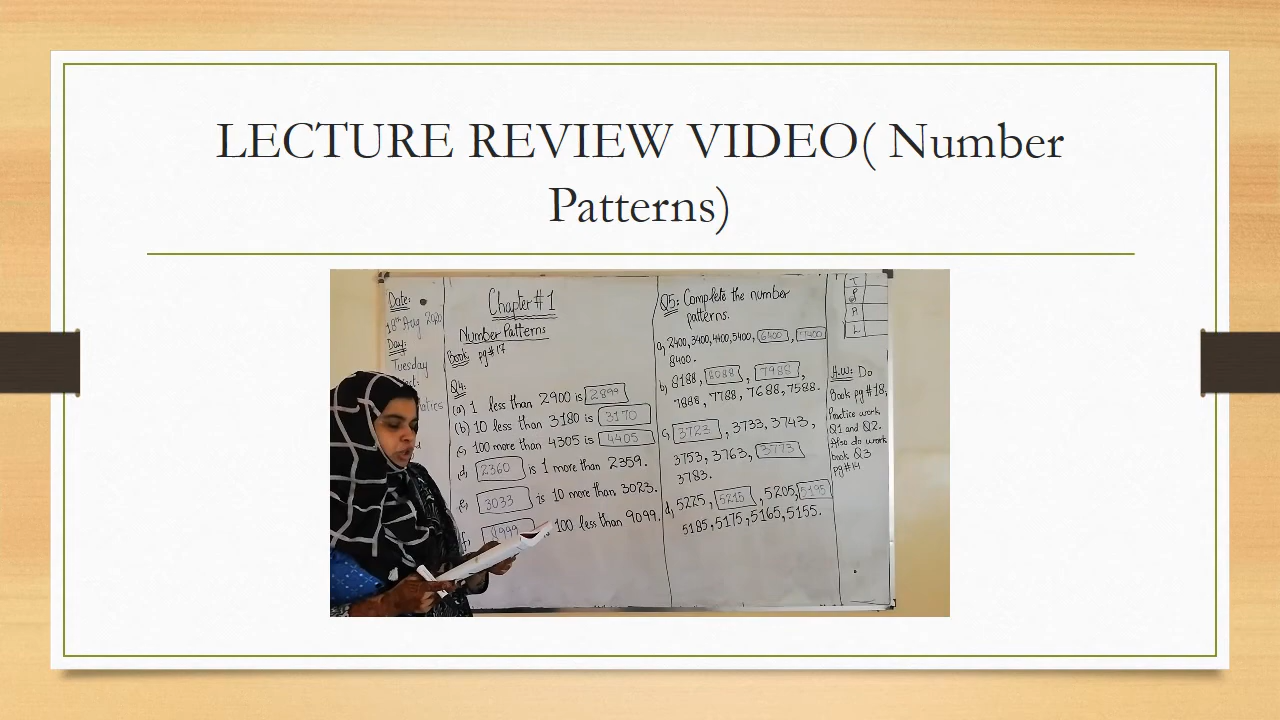 LECTURE REVIEW VIDEO( Number
Patterns)
Date:
18th Aug, 2020
Day:
Tuesday
Chapter # 1
Number Patterns
Book pg # 17
Q4:
(a) 1 less than 2900 is 2899
(b) 10 less than 3180 is 3170
(c) 100 more than 4305 is 4405
(d) 2360 is 1 more than 2359.
(e) 3033 is 10 more than 3023.
(f) 8999 100 less than 9099.
Q5: Complete the number
patterns.
a) 2400, 3400, 4400, 5400, 6400, 7400
8400.
b) 8188, 8088, 7988,
7888, 7788, 7688, 7588.
c) 3723, 3733, 3743,
3753, 3763, 3773
3783.
d) 5225, 5215, 5205, 5195
5185, 5175, 5165, 5155.
T
S
A
L
H.W: Do
Book pg # 18,
Practice work
Q1 and Q2.
Also do work
book Q3